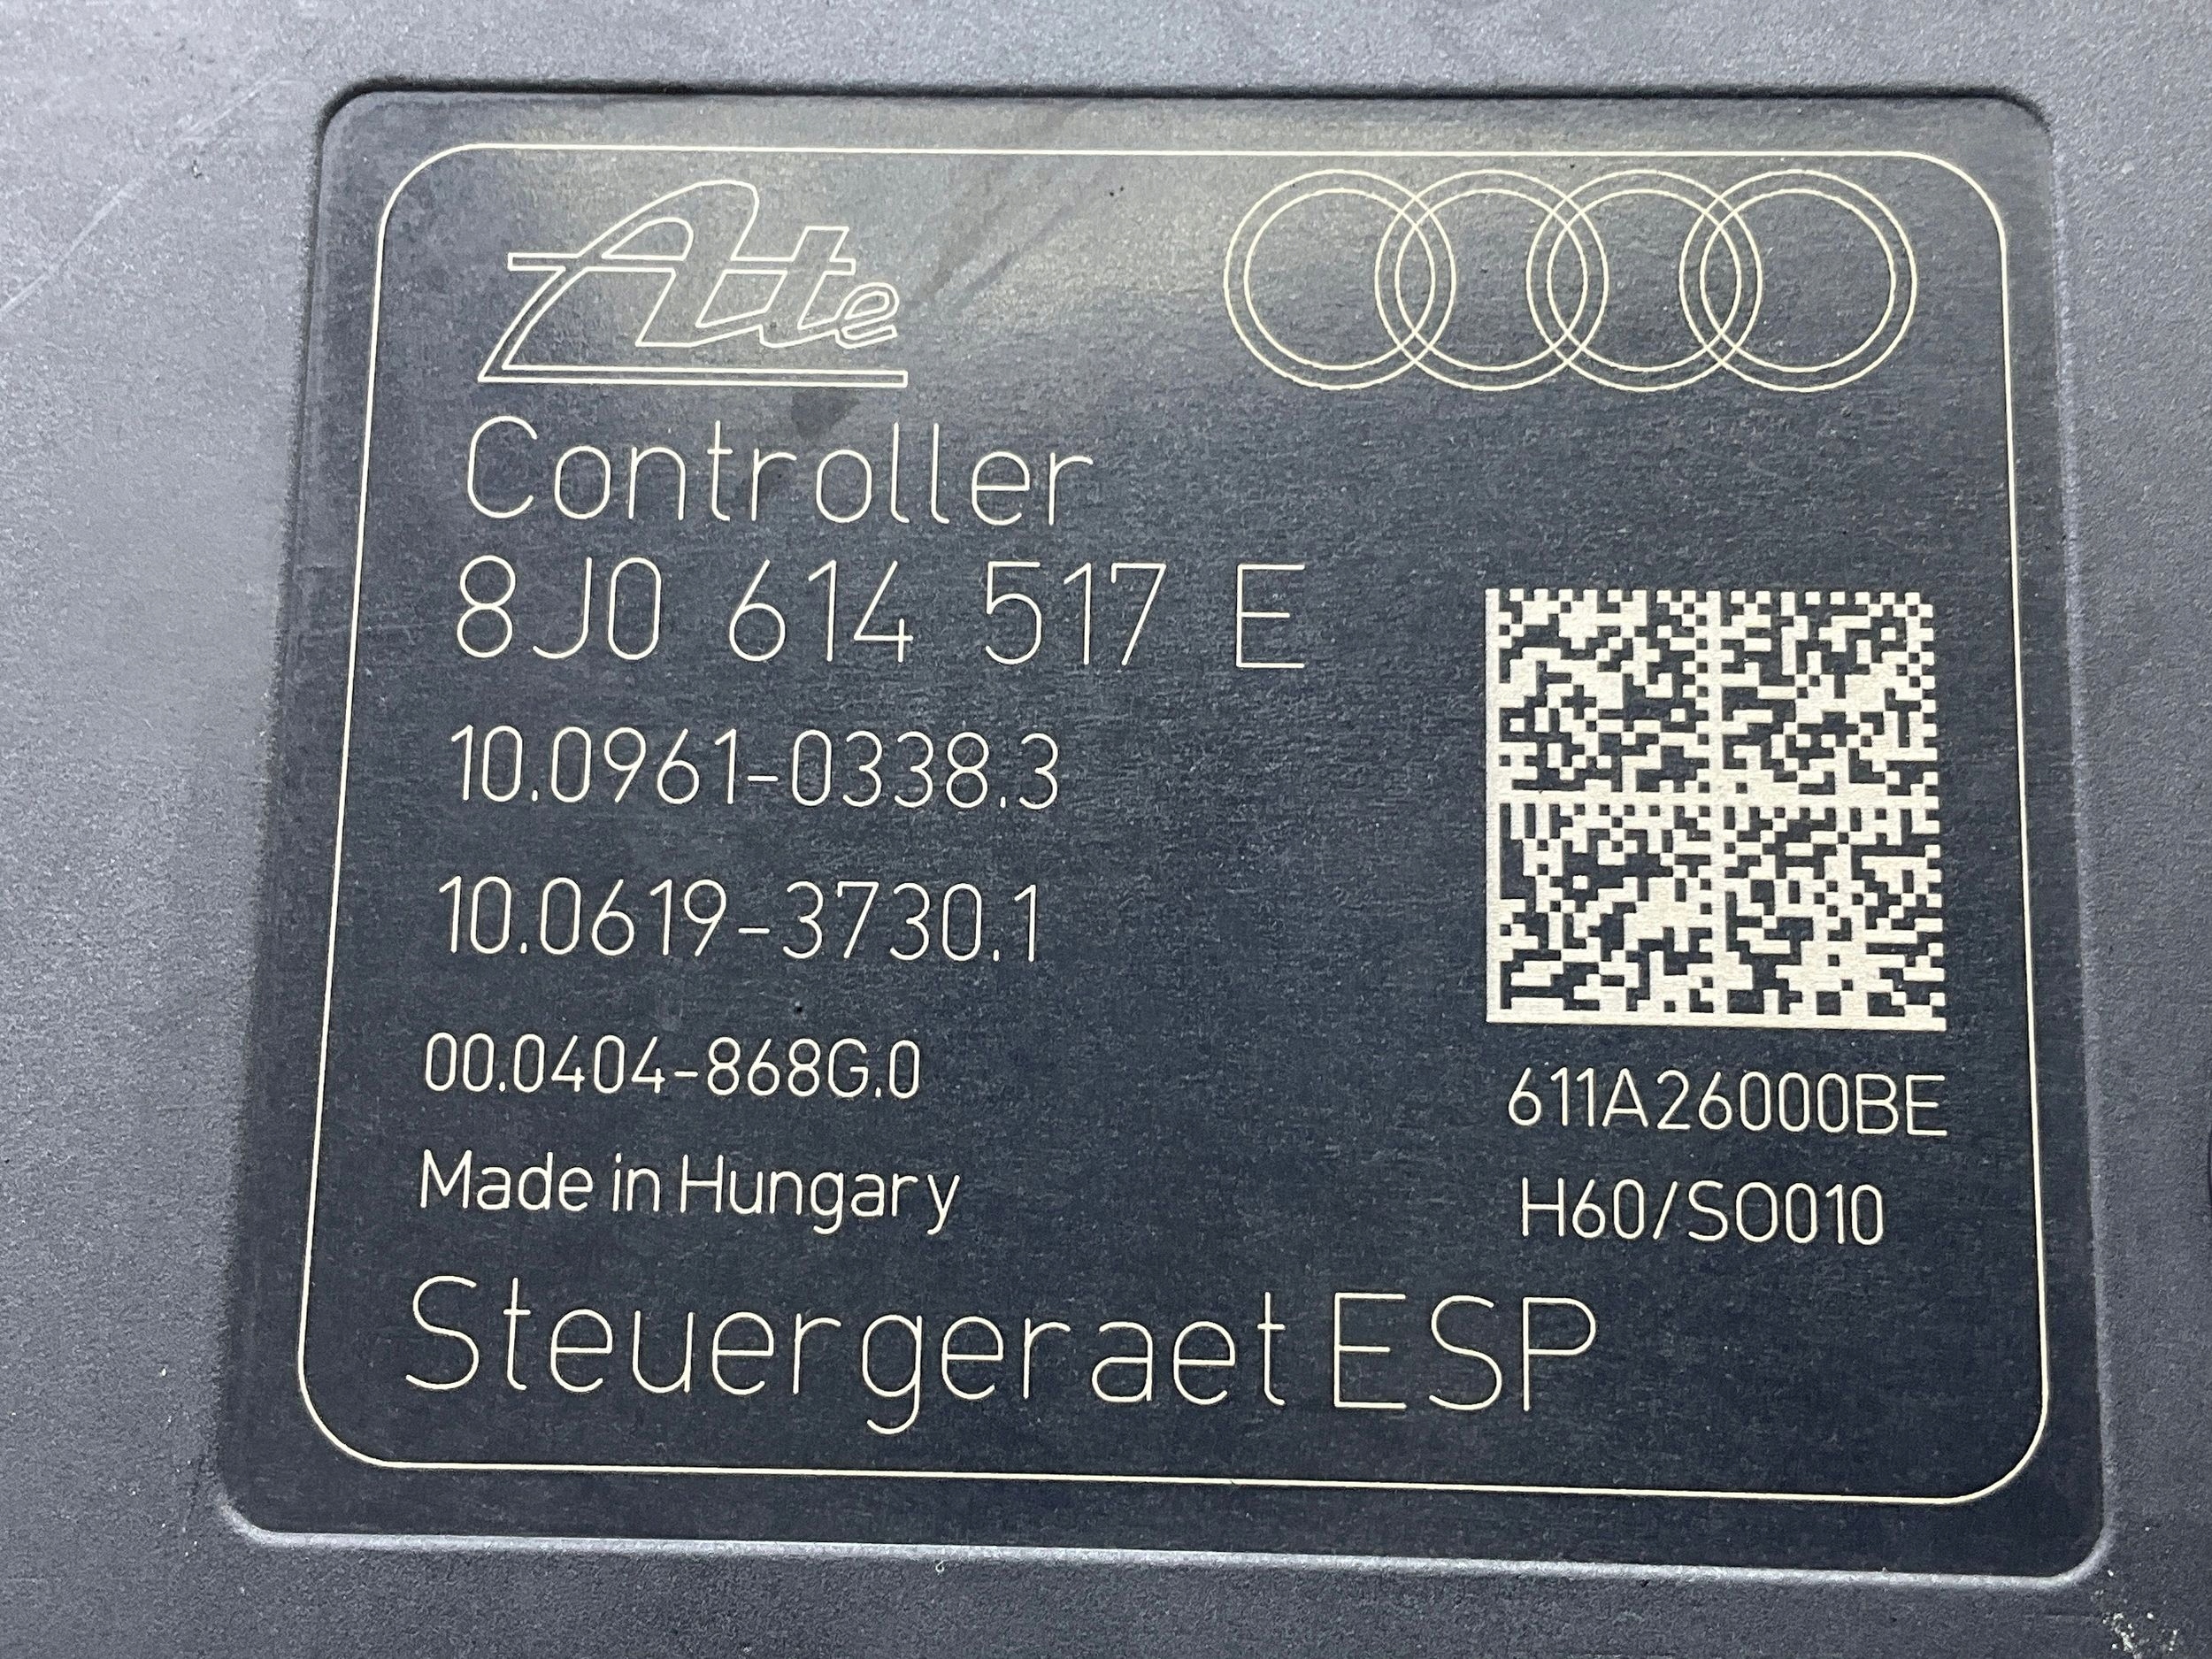 Ate
Controller
8J0 614 517 E
10.0961-0338.3
10.0619-3730.1
00.0404-868G.0
Made in Hungary
611A26000BE
H60/SO010
Steuergeraet ESP